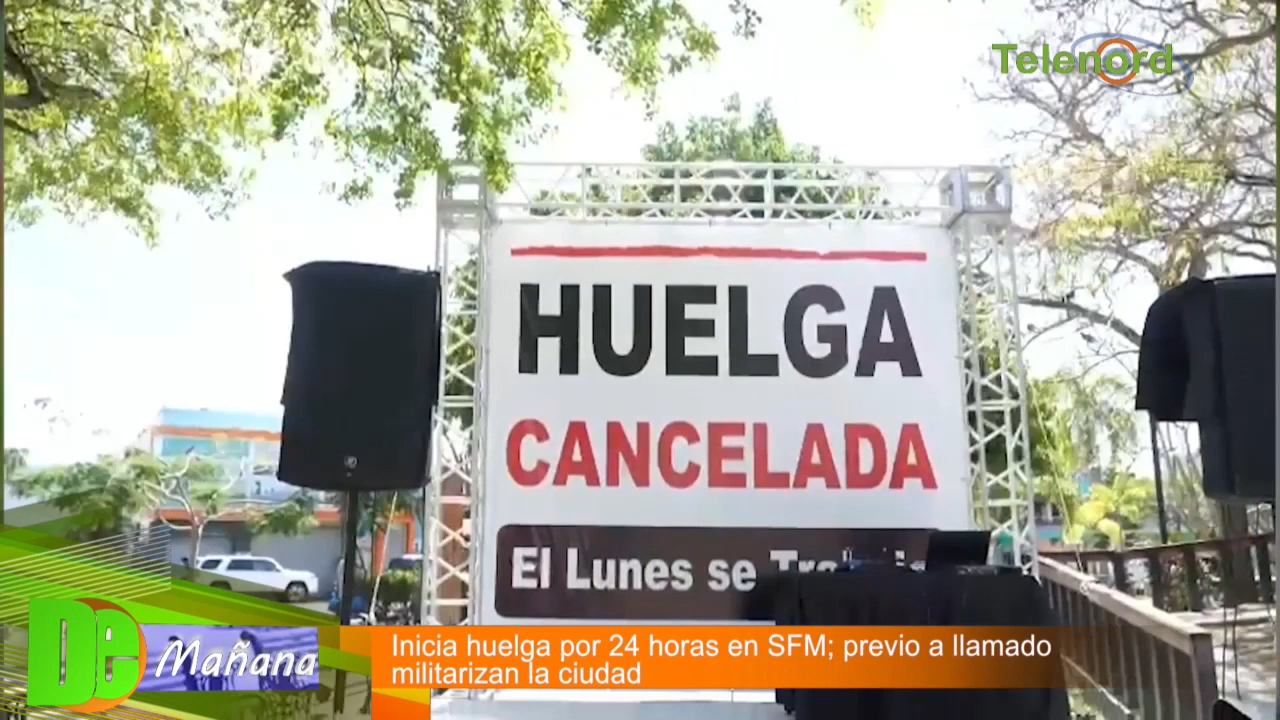 Telenord
HUELGA
CANCELADA
El Lunes se
Inicia huelga por 24 horas en SFM; previo a llamado
militarizan la ciudad
De
Mañana